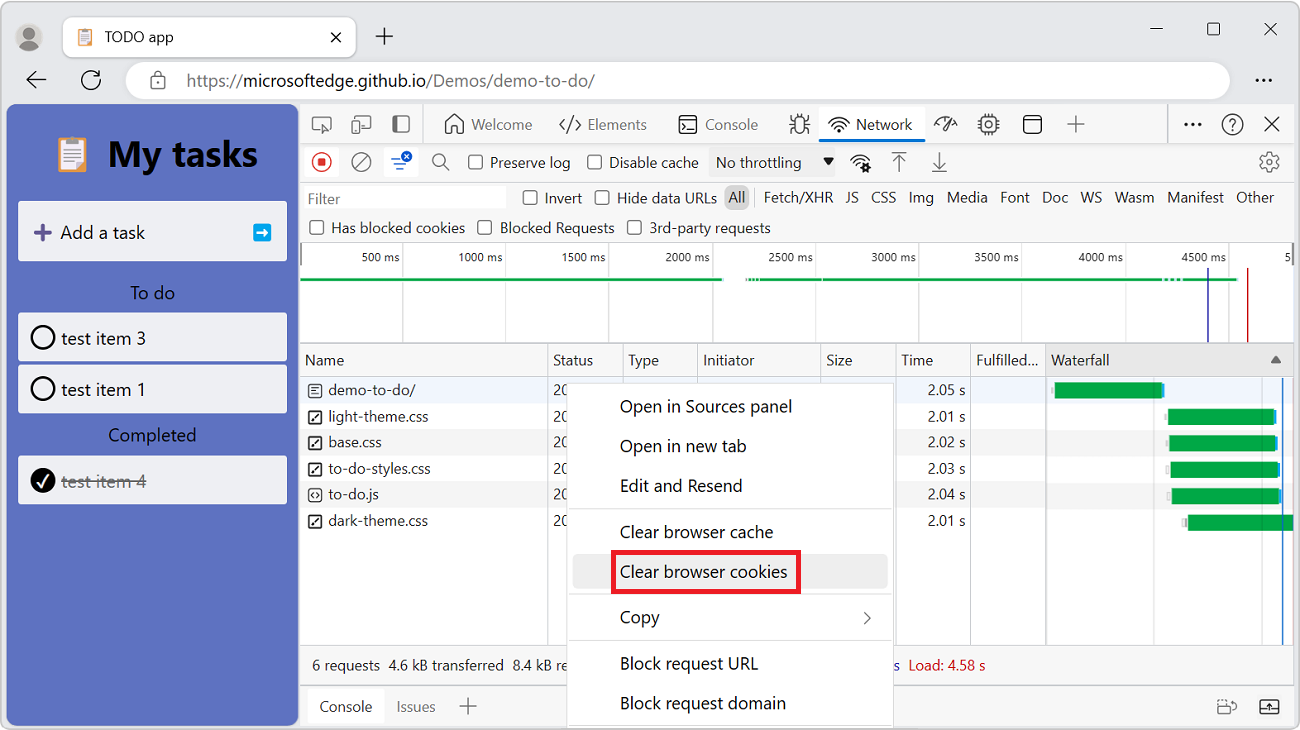 TODO app
https://microsoftedge.github.io/Demos/demo-to-do/
My tasks
Add a task
To do
test item 3
test item 1
Completed
test item 4
Welcome Elements Console Network
Preserve log Disable cache No throttling
Filter Invert Hide data URLs All Fetch/XHR JS CSS Img Media Font Doc WS Wasm Manifest Other
Has blocked cookies Blocked Requests 3rd-party requests
500 ms 1000 ms 1500 ms 2000 ms 2500 ms 3000 ms 3500 ms 4000 ms 4500 ms 5
Name Status Type Initiator Size Time Fulfilled... Waterfall
demo-to-do/ 20 2.05 s
light-theme.css 20 2.01 s
base.css 20 2.02 s
to-do-styles.css 20 2.03 s
to-do.js 20 2.04 s
dark-theme.css 20 2.01 s
Open in Sources panel
Open in new tab
Edit and Resend
Clear browser cache
Clear browser cookies
Copy
Block request URL
Block request domain
6 requests 4.6 kB transferred 8.4 kB re s Load: 4.58 s
Console Issues